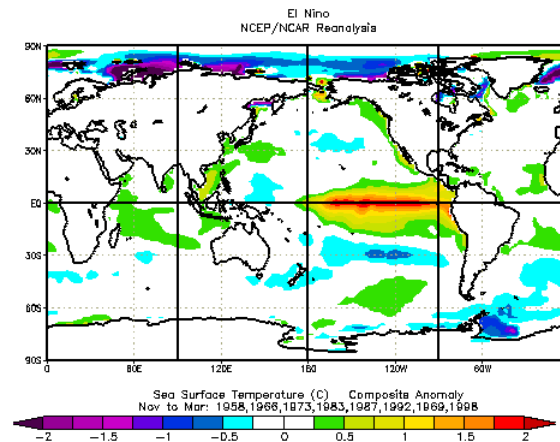 El Nino
NCEP/NCAR Reanalysis
90N
60N
30N
EQ
30S
60S
90S
0
90
180
120W
60W
Sea Surface Temperature (C) Composite Anomaly
Nov to Mar: 1958,1966,1973,1983,1987,1992,1969,1998
-2 -1.5 -1 -0.5 0 0.5 1 1.5 2